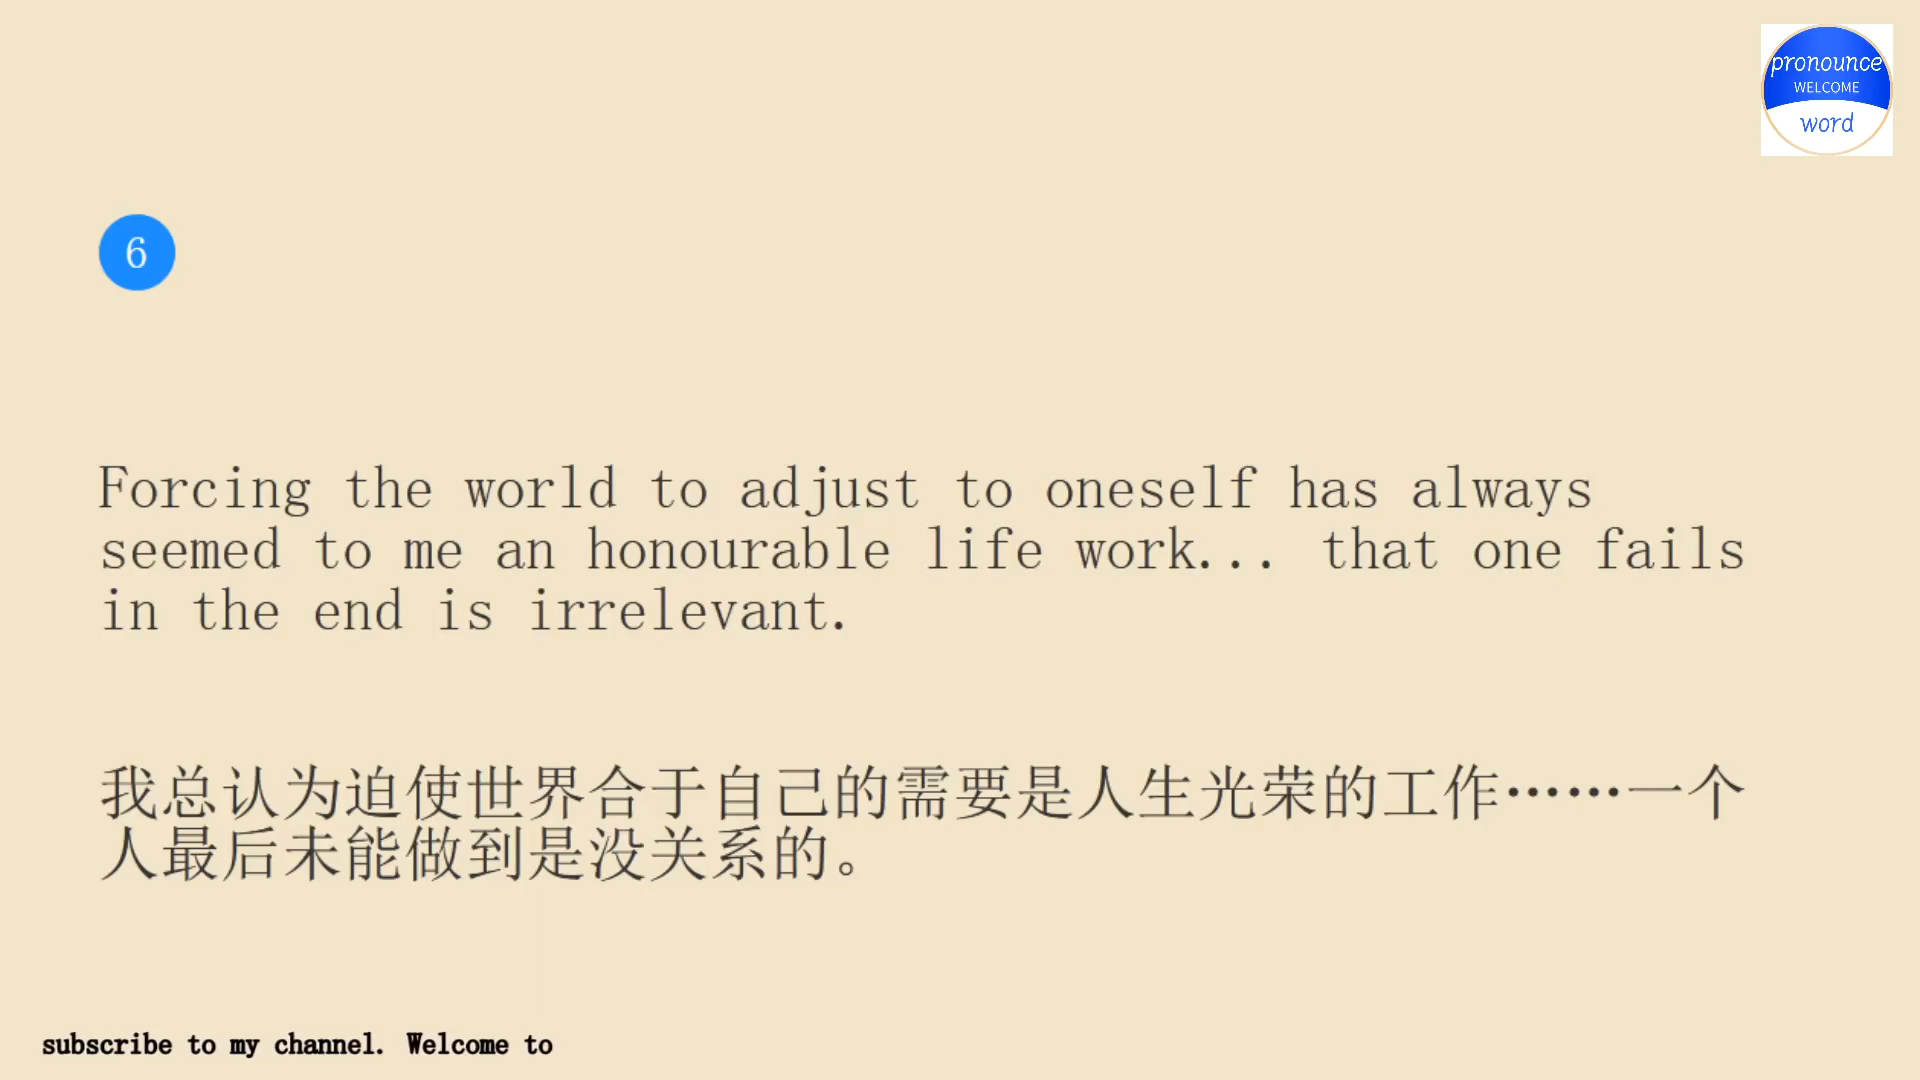 pronounce
WELCOME
word
6
Forcing the world to adjust to oneself has always
seemed to me an honourable life work... that one fails
in the end is irrelevant.
我总认为迫使世界合于自己的需要是人生光荣的工作……一个
人最后未能做到是没关系的。
subscribe to my channel. Welcome to